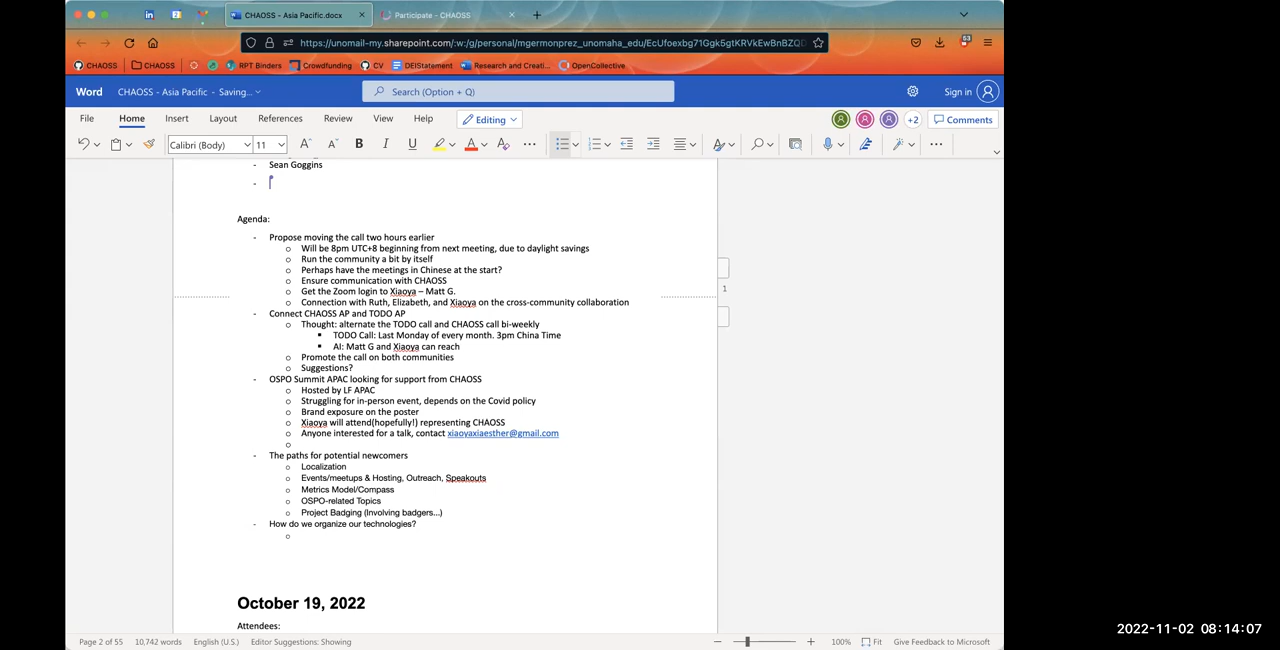 CHAOSS - Asia Pacific.docx
Participate - CHAOSS
https://unomail-my.sharepoint.com/:w:/g/personal/mgermonprez_unomaha_edu/EcUfoexbg71Ggk5gtKRVkEwBnBZQD
53
CHAOSS
CHAOSS
RPT Binders
Crowdfunding
CV
DEIStatement
Research and Creati...
OpenCollective
Word
CHAOSS - Asia Pacific - Saving...
Search (Option + Q)
Sign in
File
Home
Insert
Layout
References
Review
View
Help
Editing
+2
Comments
Calibri (Body)
11
- Sean Goggins
-
Agenda:
- Propose moving the call two hours earlier
o Will be 8pm UTC+8 beginning from next meeting, due to daylight savings
o Run the community a bit by itself
o Perhaps have the meetings in Chinese at the start?
o Ensure communication with CHAOSS
o Get the Zoom login to Xiaoya – Matt G.
o Connection with Ruth, Elizabeth, and Xiaoya on the cross-community collaboration
- Connect CHAOSS AP and TODO AP
o Thought: alternate the TODO call and CHAOSS call bi-weekly
▪ TODO Call: Last Monday of every month. 3pm China Time
▪ AI: Matt G and Xiaoya can reach
o Promote the call on both communities
o Suggestions?
- OSPO Summit APAC looking for support from CHAOSS
o Hosted by LF APAC
o Struggling for in-person event, depends on the Covid policy
o Brand exposure on the poster
o Xiaoya will attend(hopefully!) representing CHAOSS
o Anyone interested for a talk, contact xiaoyaxiaesther@gmail.com
o
- The paths for potential newcomers
o Localization
o Events/meetups & Hosting, Outreach, Speakouts
o Metrics Model/Compass
o OSPO-related Topics
o Project Badging (Involving badgers...)
- How do we organize our technologies?
o
1
October 19, 2022
Attendees:
Page 2 of 55
10,742 words
English (U.S.)
Editor Suggestions: Showing
100%
Fit
Give Feedback to Microsoft
2022-11-02 08:14:07